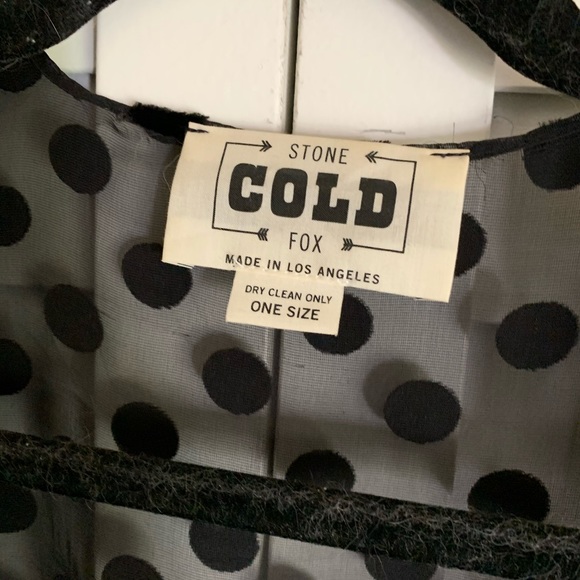 STONE
COLD
FOX
MADE IN LOS ANGELES
DRY CLEAN ONLY
ONE SIZE